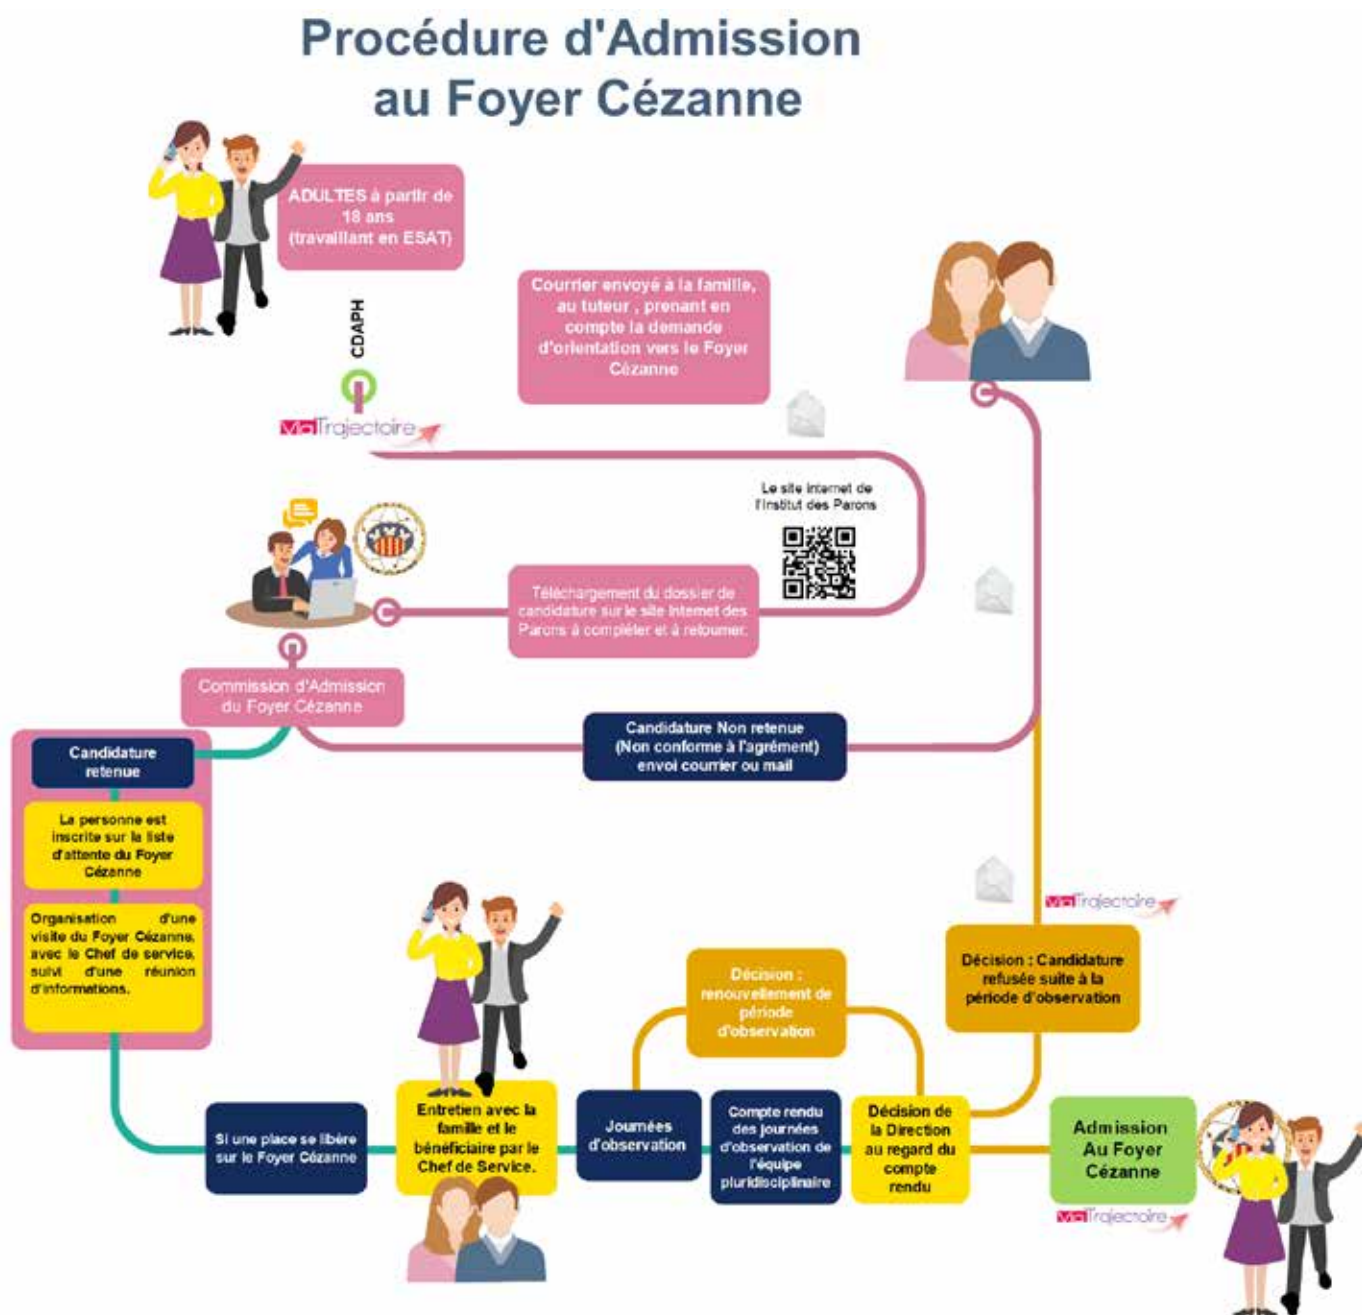 Procédure d'Admission
au Foyer Cézanne
ADULTES à partir de
18 ans
(travaillant en ESAT)
CDAPH
ViaTrajectoire
Courrier envoyé à la famille,
au tuteur , prenant en
compte la demande
d'orientation vers le Foyer
Cézanne
Le site internet de
l'Institut des Parons
Téléchargement du dossier de
candidature sur le site Internet des
Parons à compléter et à retourner.
Commission d'Admission
du Foyer Cézanne
Candidature Non retenue
(Non conforme à l'agrément)
envoi courrier ou mail
Candidature
retenue
La personne est
inscrite sur la liste
d'attente du Foyer
Cézanne
Organisation d'une
visite du Foyer Cézanne,
avec le Chef de service,
suivi d'une réunion
d'informations.
ViaTrajectoire
Décision : Candidature
refusée suite à la
période d'observation
Décision :
renouvellement de
période
d'observation
Si une place se libère
sur le Foyer Cézanne
Entretien avec la
famille et le
bénéficiaire par le
Chef de Service.
Journées
d'observation
Compte rendu
des journées
d'observation de
l'équipe
pluridisciplinaire
Décision de
la Direction
au regard du
compte
rendu
Admission
Au Foyer
Cézanne
ViaTrajectoire